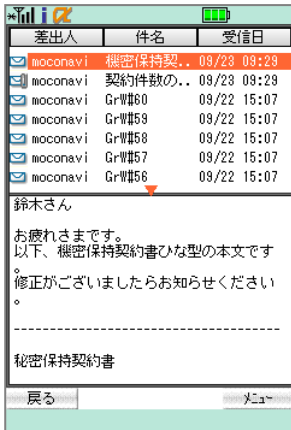 差出人 件名 受信日
moconavi 機密保持契.. 09/23 09:29
moconavi 契約件数の.. 09/23 09:29
moconavi GrW#60 09/22 15:07
moconavi GrW#59 09/22 15:07
moconavi GrW#58 09/22 15:07
moconavi GrW#57 09/22 15:07
moconavi GrW#56 09/22 15:07
鈴木さん
お疲れさまです。
以下、機密保持契約書ひな型の本文です
。
修正がございましたらお知らせください
。
------------------------------------
秘密保持契約書
戻る ﾒﾆｭｰ